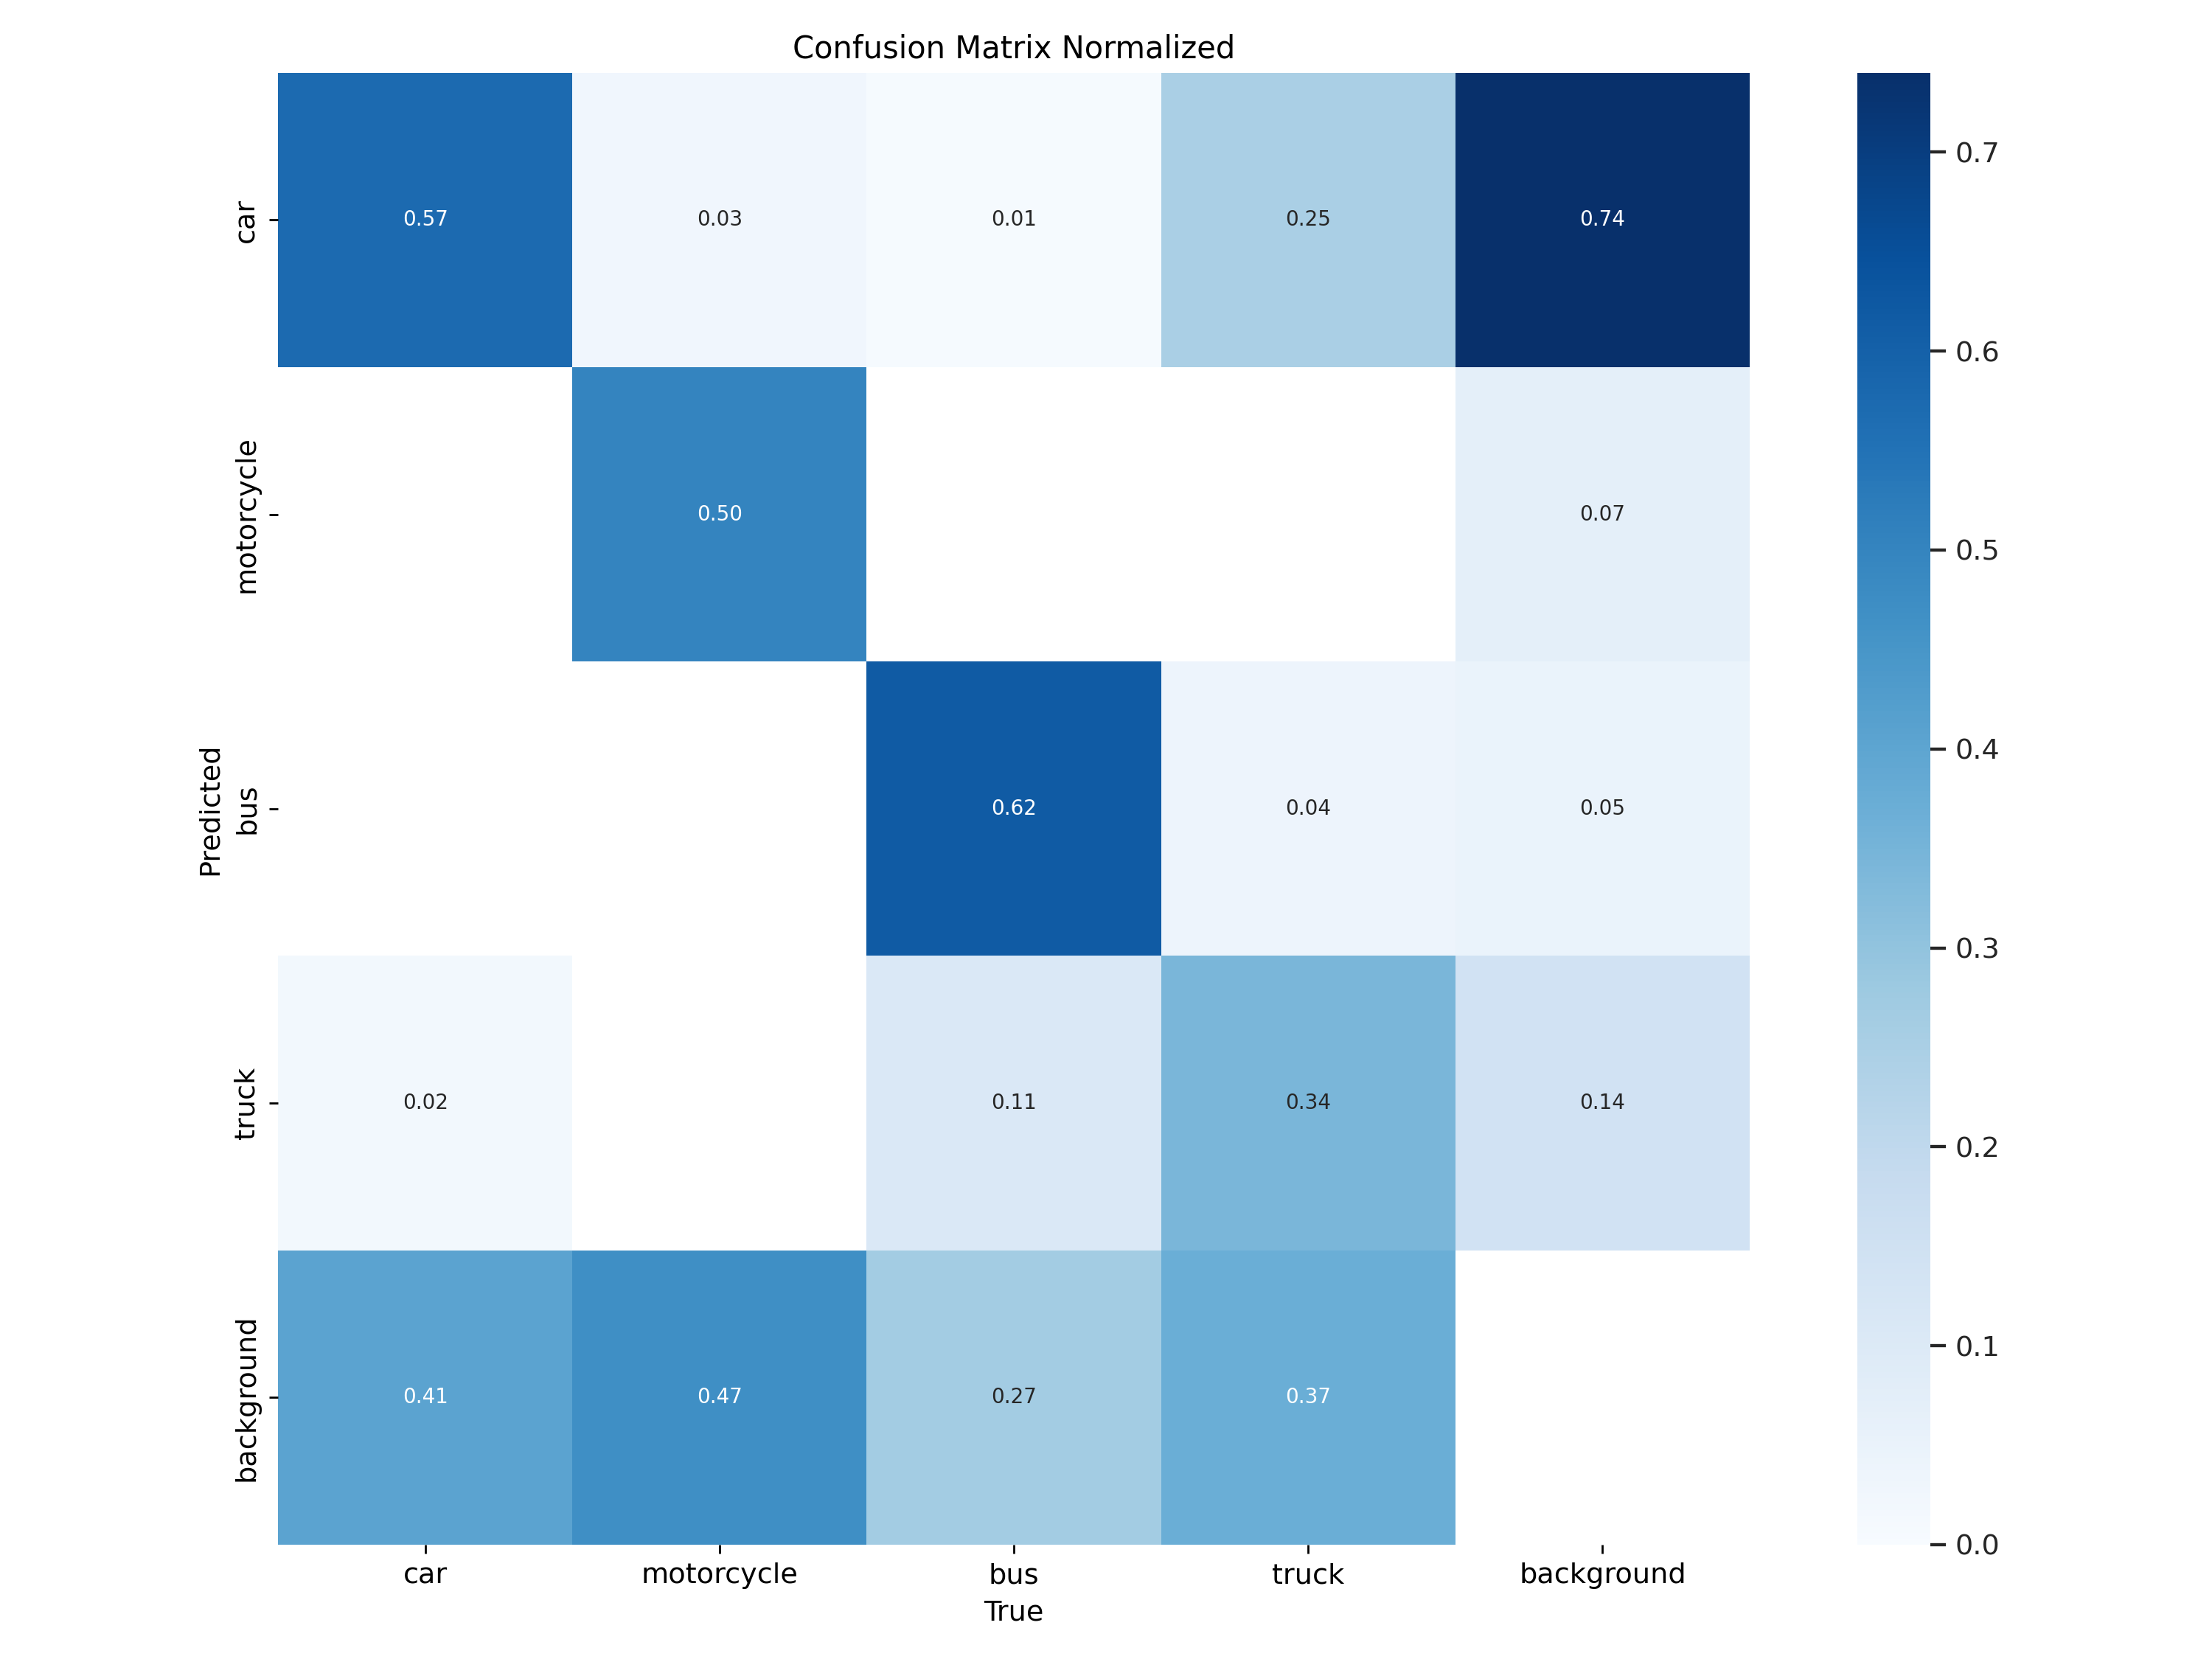 Confusion Matrix Normalized
car
0.57
0.03
0.01
0.25
0.74
motorcycle
0.50
0.07
Predicted
bus
0.62
0.04
0.05
truck
0.02
0.11
0.34
0.14
background
0.41
0.47
0.27
0.37
car
motorcycle
bus
truck
background
True
0.7
0.6
0.5
0.4
0.3
0.2
0.1
0.0